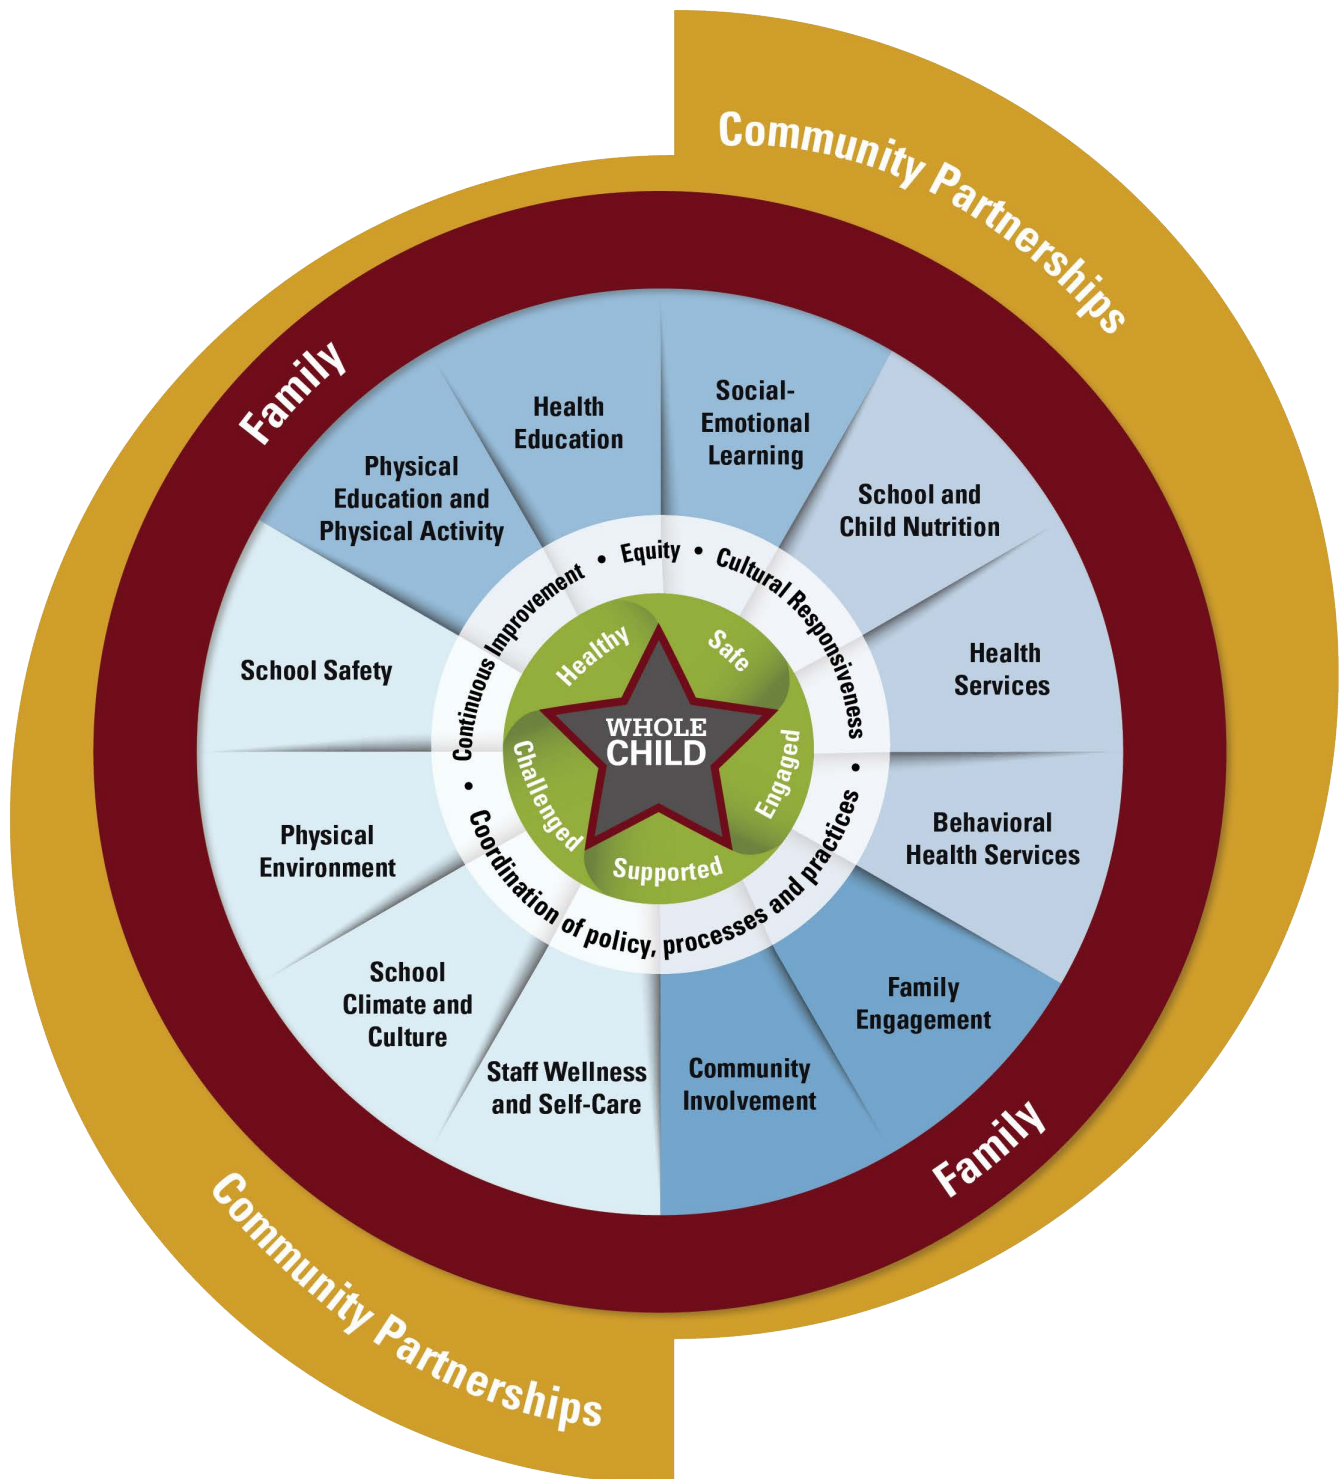 Community Partnerships
Family
Social-
Emotional
Learning
Health
Education
School and
Child Nutrition
Physical
Education and
Physical Activity
Health
Services
School Safety
Behavioral
Health Services
Physical
Environment
Family
Engagement
School
Climate and
Culture
Community
Involvement
Staff Wellness
and Self-Care
• Continuous Improvement • Equity • Cultural Responsiveness •
Coordination of policy, processes and practices
Healthy
Safe
Engaged
Supported
Challenged
WHOLE
CHILD
Family
Community Partnerships